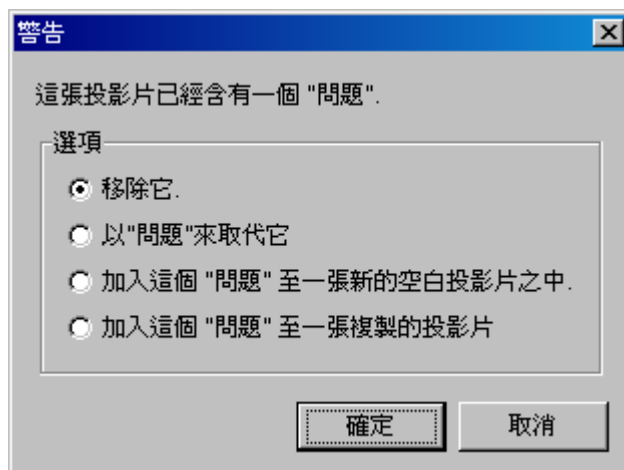 警告
這張投影片已經含有一個 "問題".
選項
移除它.
以"問題"來取代它
加入這個 "問題" 至一張新的空白投影片之中.
加入這個 "問題" 至一張複製的投影片
確定
取消